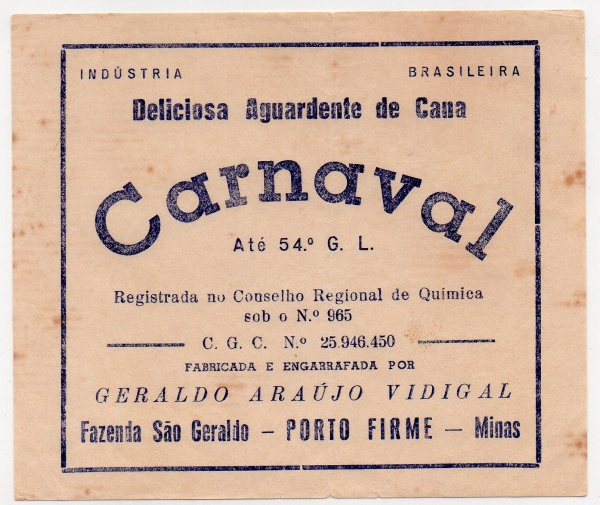 INDÚSTRIA BRASILEIRA
Deliciosa Aguardente de Cana
Carnaval
Até 54.º G. L.
Registrada no Conselho Regional de Química
sob o N.º 965
C. G. C. N.º 25.946.450
FABRICADA E ENGARRAFADA POR
GERALDO ARAÚJO VIDIGAL
Fazenda São Geraldo — PORTO FIRME — Minas